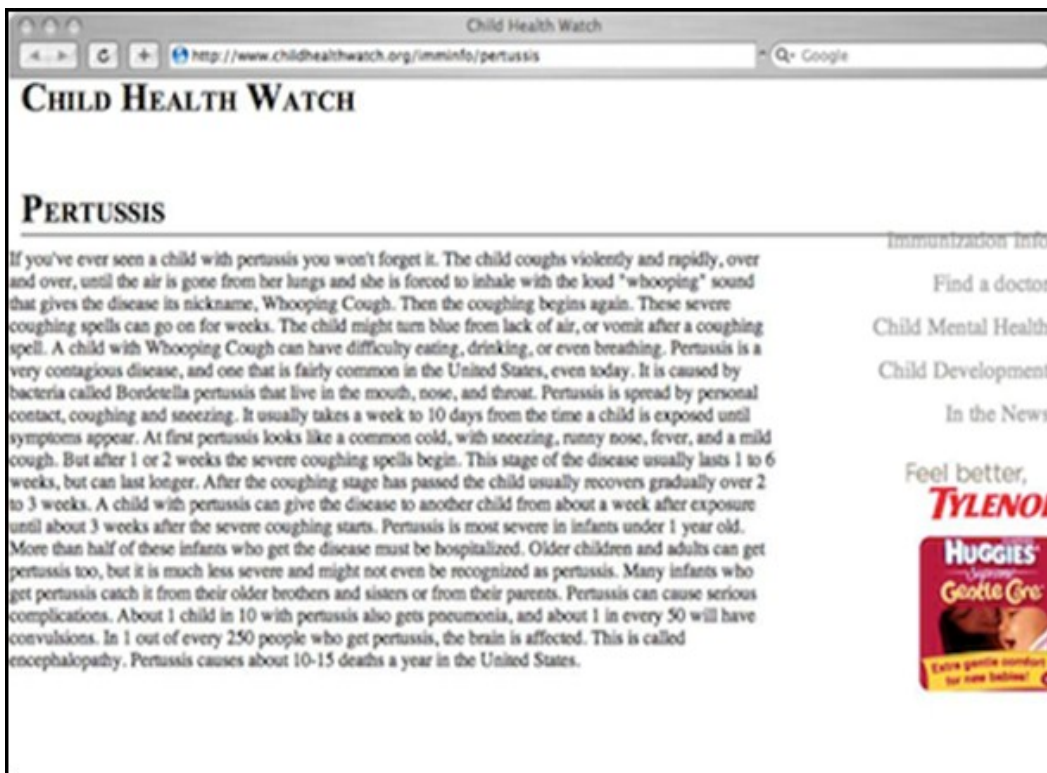 Child Health Watch
http://www.childhealthwatch.org/imminfo/pertussis
Google
CHILD HEALTH WATCH
PERTUSSIS
If you've ever seen a child with pertussis you won't forget it. The child coughs violently and rapidly, over
and over, until the air is gone from her lungs and she is forced to inhale with the loud "whooping" sound
that gives the disease its nickname, Whooping Cough. Then the coughing begins again. These severe
coughing spells can go on for weeks. The child might turn blue from lack of air, or vomit after a coughing
spell. A child with Whooping Cough can have difficulty eating, drinking, or even breathing. Pertussis is a
very contagious disease, and one that is fairly common in the United States, even today. It is caused by
bacteria called Bordetella pertussis that live in the mouth, nose, and throat. Pertussis is spread by personal
contact, coughing and sneezing. It usually takes a week to 10 days from the time a child is exposed until
symptoms appear. At first pertussis looks like a common cold, with sneezing, runny nose, fever, and a mild
cough. But after 1 or 2 weeks the severe coughing spells begin. This stage of the disease usually lasts 1 to 6
weeks, but can last longer. After the coughing stage has passed the child usually recovers gradually over 2
to 3 weeks. A child with pertussis can give the disease to another child from about a week after exposure
until about 3 weeks after the severe coughing starts. Pertussis is most severe in infants under 1 year old.
More than half of these infants who get the disease must be hospitalized. Older children and adults can get
pertussis too, but it is much less severe and might not even be recognized as pertussis. Many infants who
get pertussis catch it from their older brothers and sisters or from their parents. Pertussis can cause serious
complications. About 1 child in 10 with pertussis also gets pneumonia, and about 1 in every 50 will have
convulsions. In 1 out of every 250 people who get pertussis, the brain is affected. This is called
encephalopathy. Pertussis causes about 10-15 deaths a year in the United States.
Immunization Info
Find a doctor
Child Mental Health
Child Development
In the News
Feel better,
TYLENOL
HUGGIES
Supreme
Gentle Care
Extra gentle comfort
for new babies!